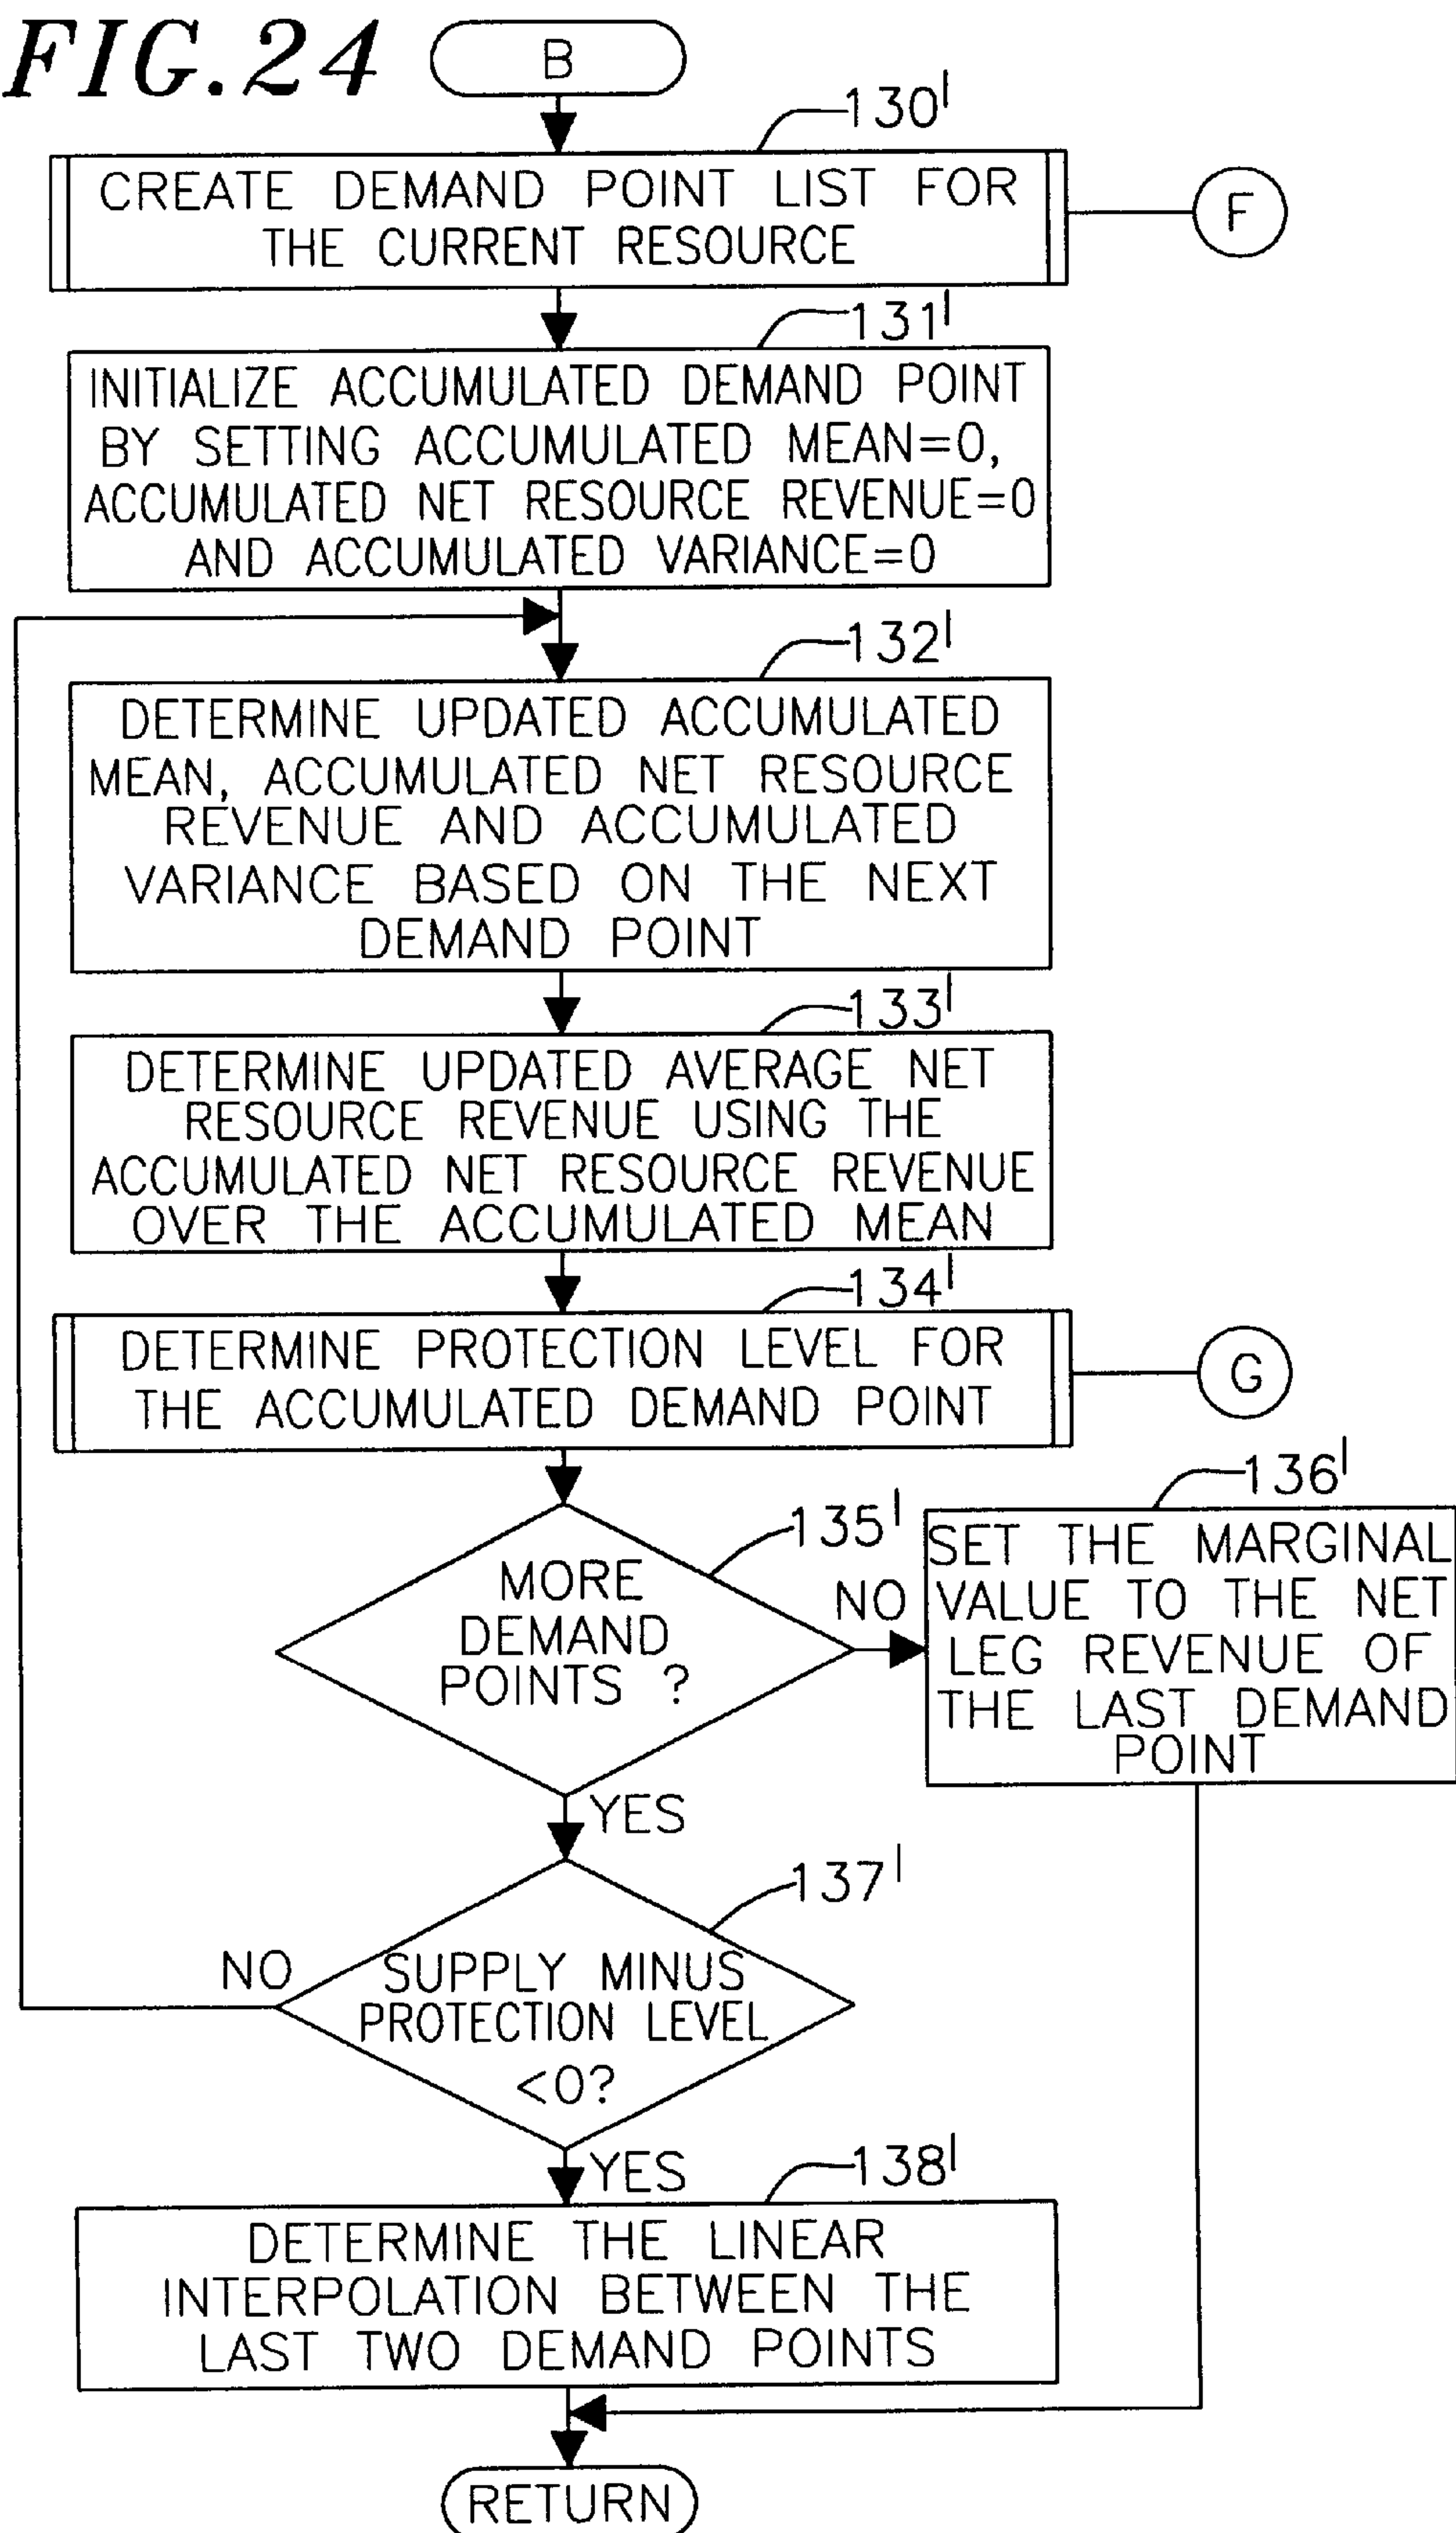 FIG.24
B
130'
CREATE DEMAND POINT LIST FOR
THE CURRENT RESOURCE
F
131'
INITIALIZE ACCUMULATED DEMAND POINT
BY SETTING ACCUMULATED MEAN=0,
ACCUMULATED NET RESOURCE REVENUE=0
AND ACCUMULATED VARIANCE=0
132'
DETERMINE UPDATED ACCUMULATED
MEAN, ACCUMULATED NET RESOURCE
REVENUE AND ACCUMULATED
VARIANCE BASED ON THE NEXT
DEMAND POINT
133'
DETERMINE UPDATED AVERAGE NET
RESOURCE REVENUE USING THE
ACCUMULATED NET RESOURCE REVENUE
OVER THE ACCUMULATED MEAN
134'
DETERMINE PROTECTION LEVEL FOR
THE ACCUMULATED DEMAND POINT
G
135'
MORE
DEMAND
POINTS ?
NO
136'
SET THE MARGINAL
VALUE TO THE NET
LEG REVENUE OF
THE LAST DEMAND
POINT
YES
137'
NO
SUPPLY MINUS
PROTECTION LEVEL
<0?
YES
138'
DETERMINE THE LINEAR
INTERPOLATION BETWEEN THE
LAST TWO DEMAND POINTS
RETURN